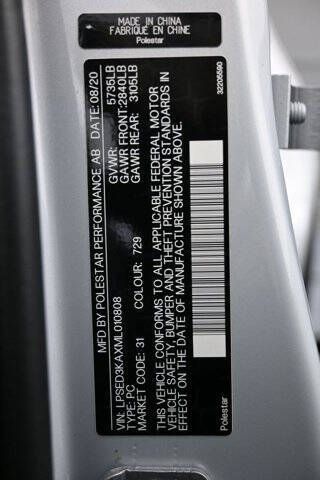 MADE IN CHINA
FABRIQUÉ EN CHINE
Polestar
MFD BY POLESTAR PERFORMANCE AB DATE: 08/20
GVWR: 5735LB
GAWR FRONT: 2840LB
GAWR REAR: 3106LB
VIN: LPSED3KAXML010808
TYPE: PC
MARKET CODE: 31 COLOUR: 729
THIS VEHICLE CONFORMS TO ALL APPLICABLE FEDERAL MOTOR
VEHICLE SAFETY, BUMPER AND THEFT PREVENTION STANDARDS IN
EFFECT ON THE DATE OF MANUFACTURE SHOWN ABOVE.
Polestar
32205590